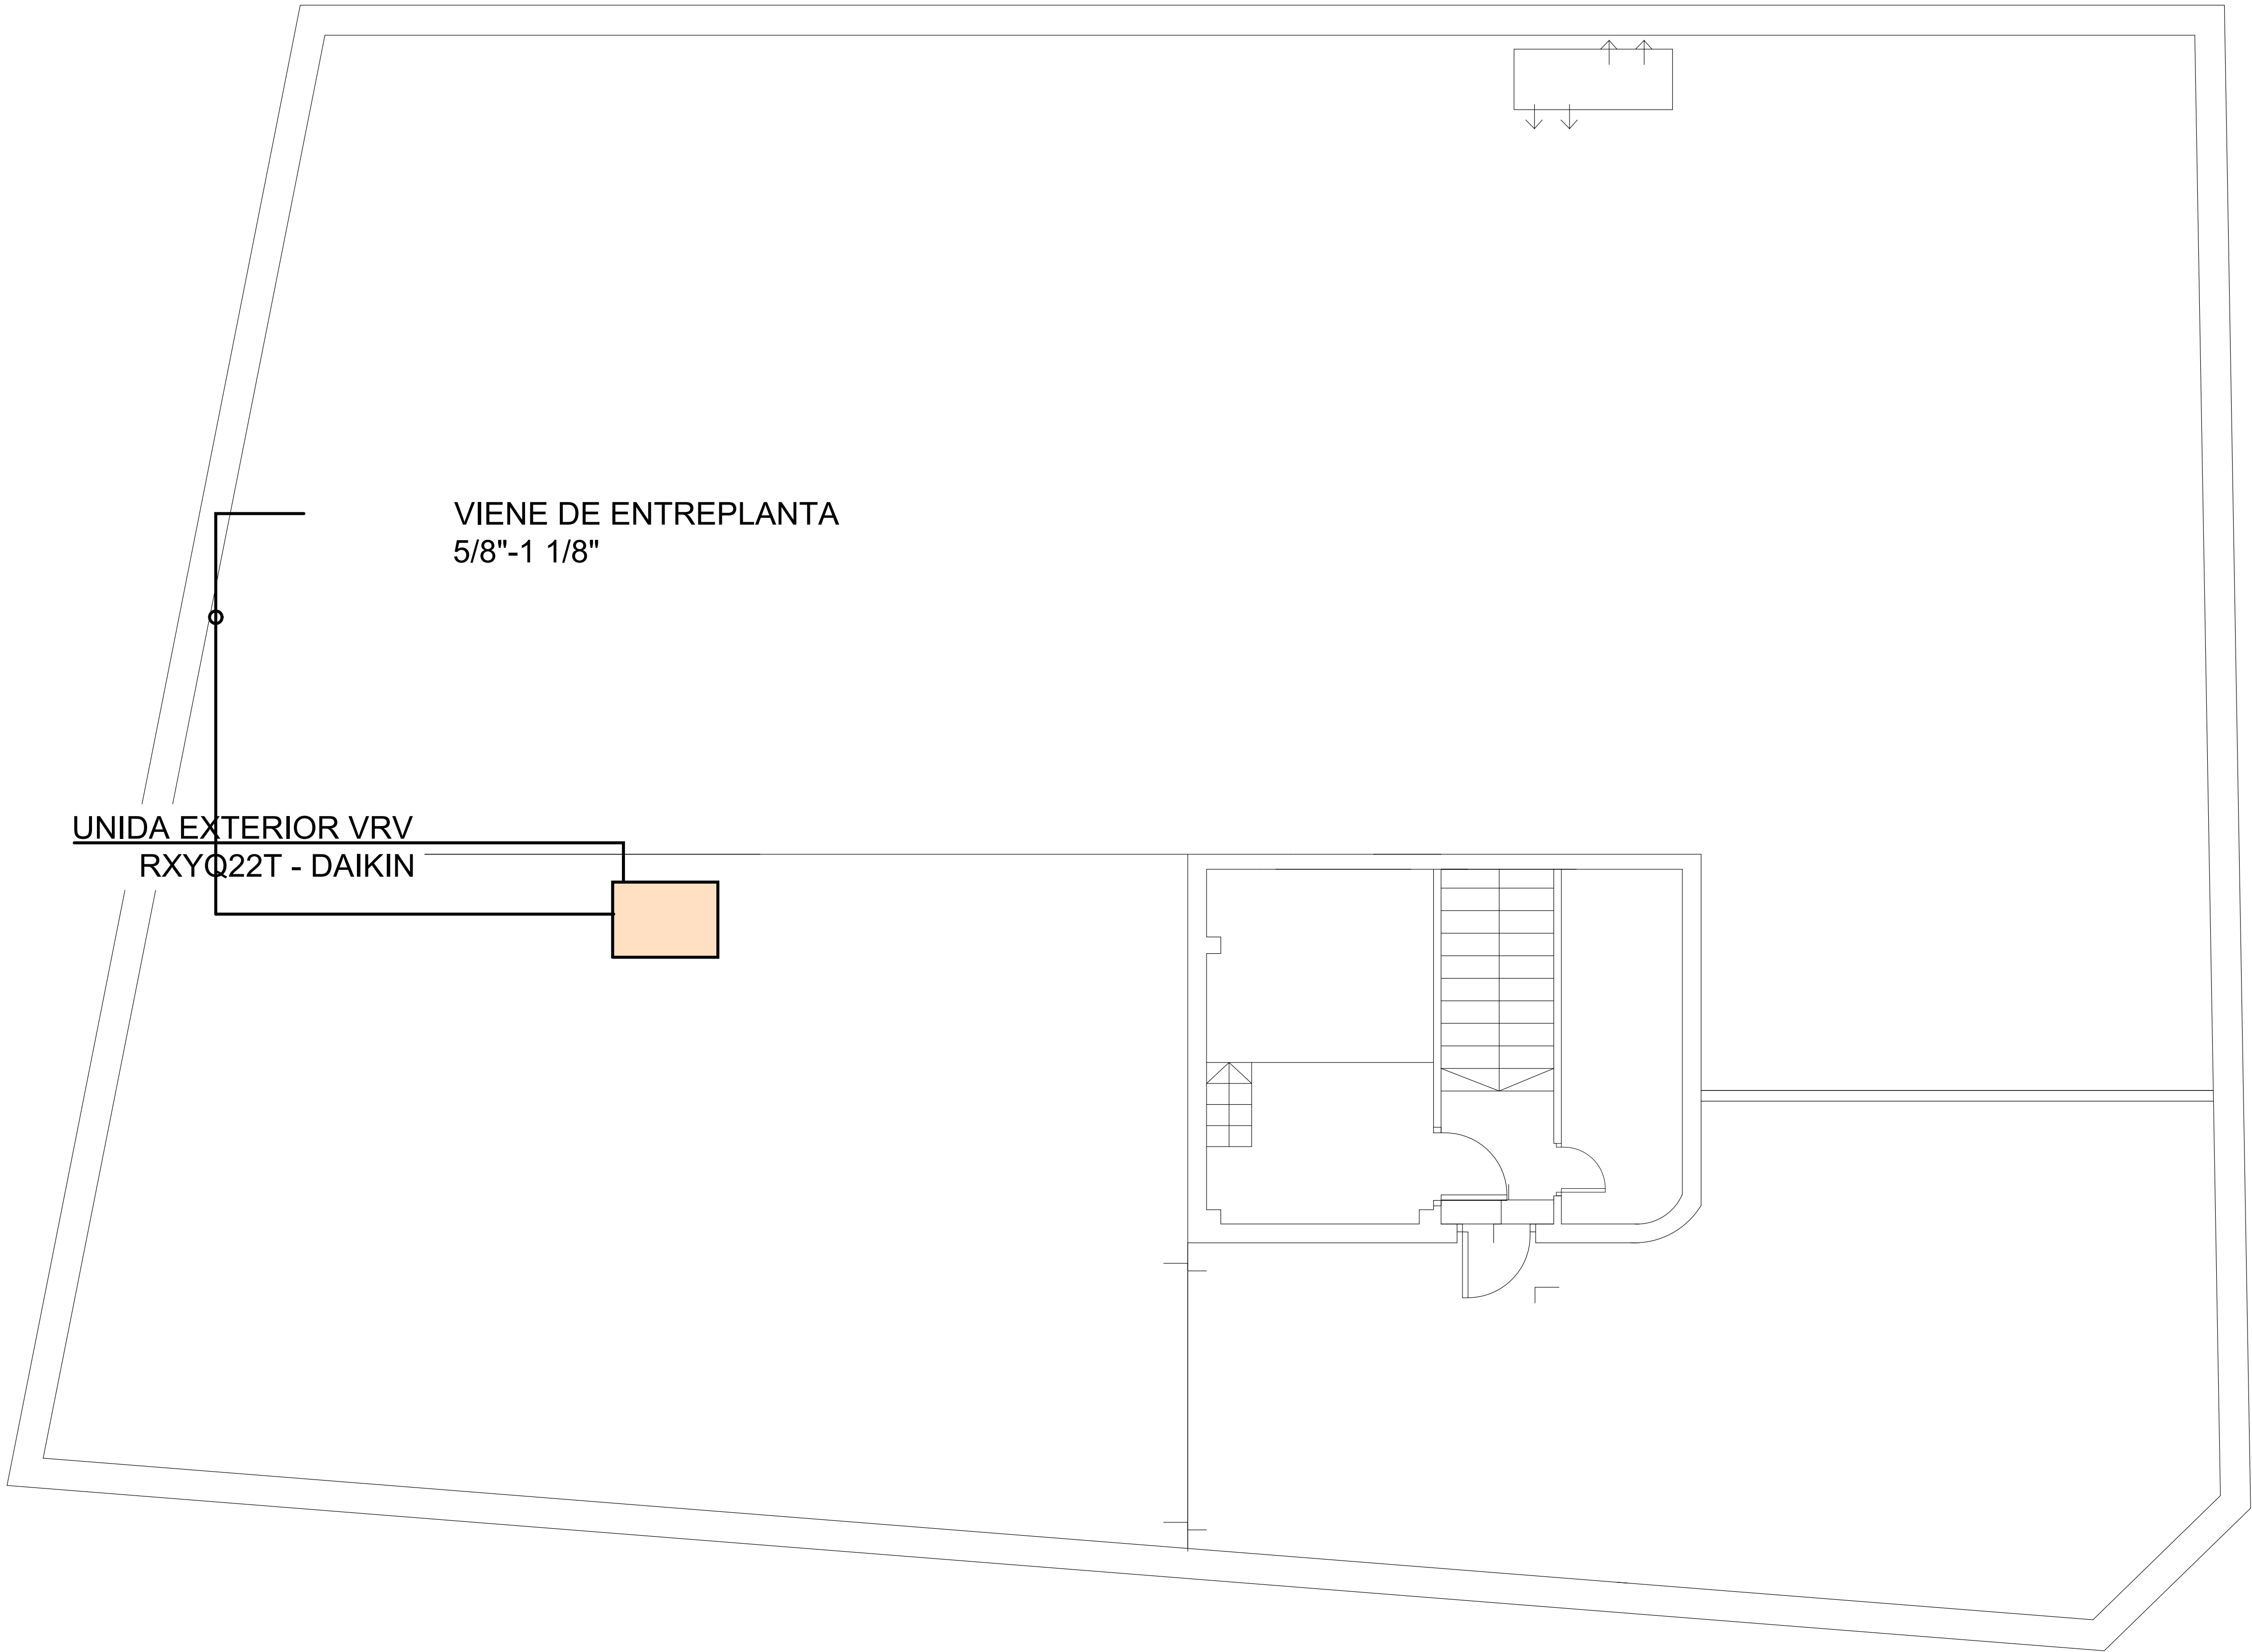 VIENE DE ENTREPLANTA
5/8"-1 1/8"
UNIDA EXTERIOR VRV
RXYQ22T - DAIKIN